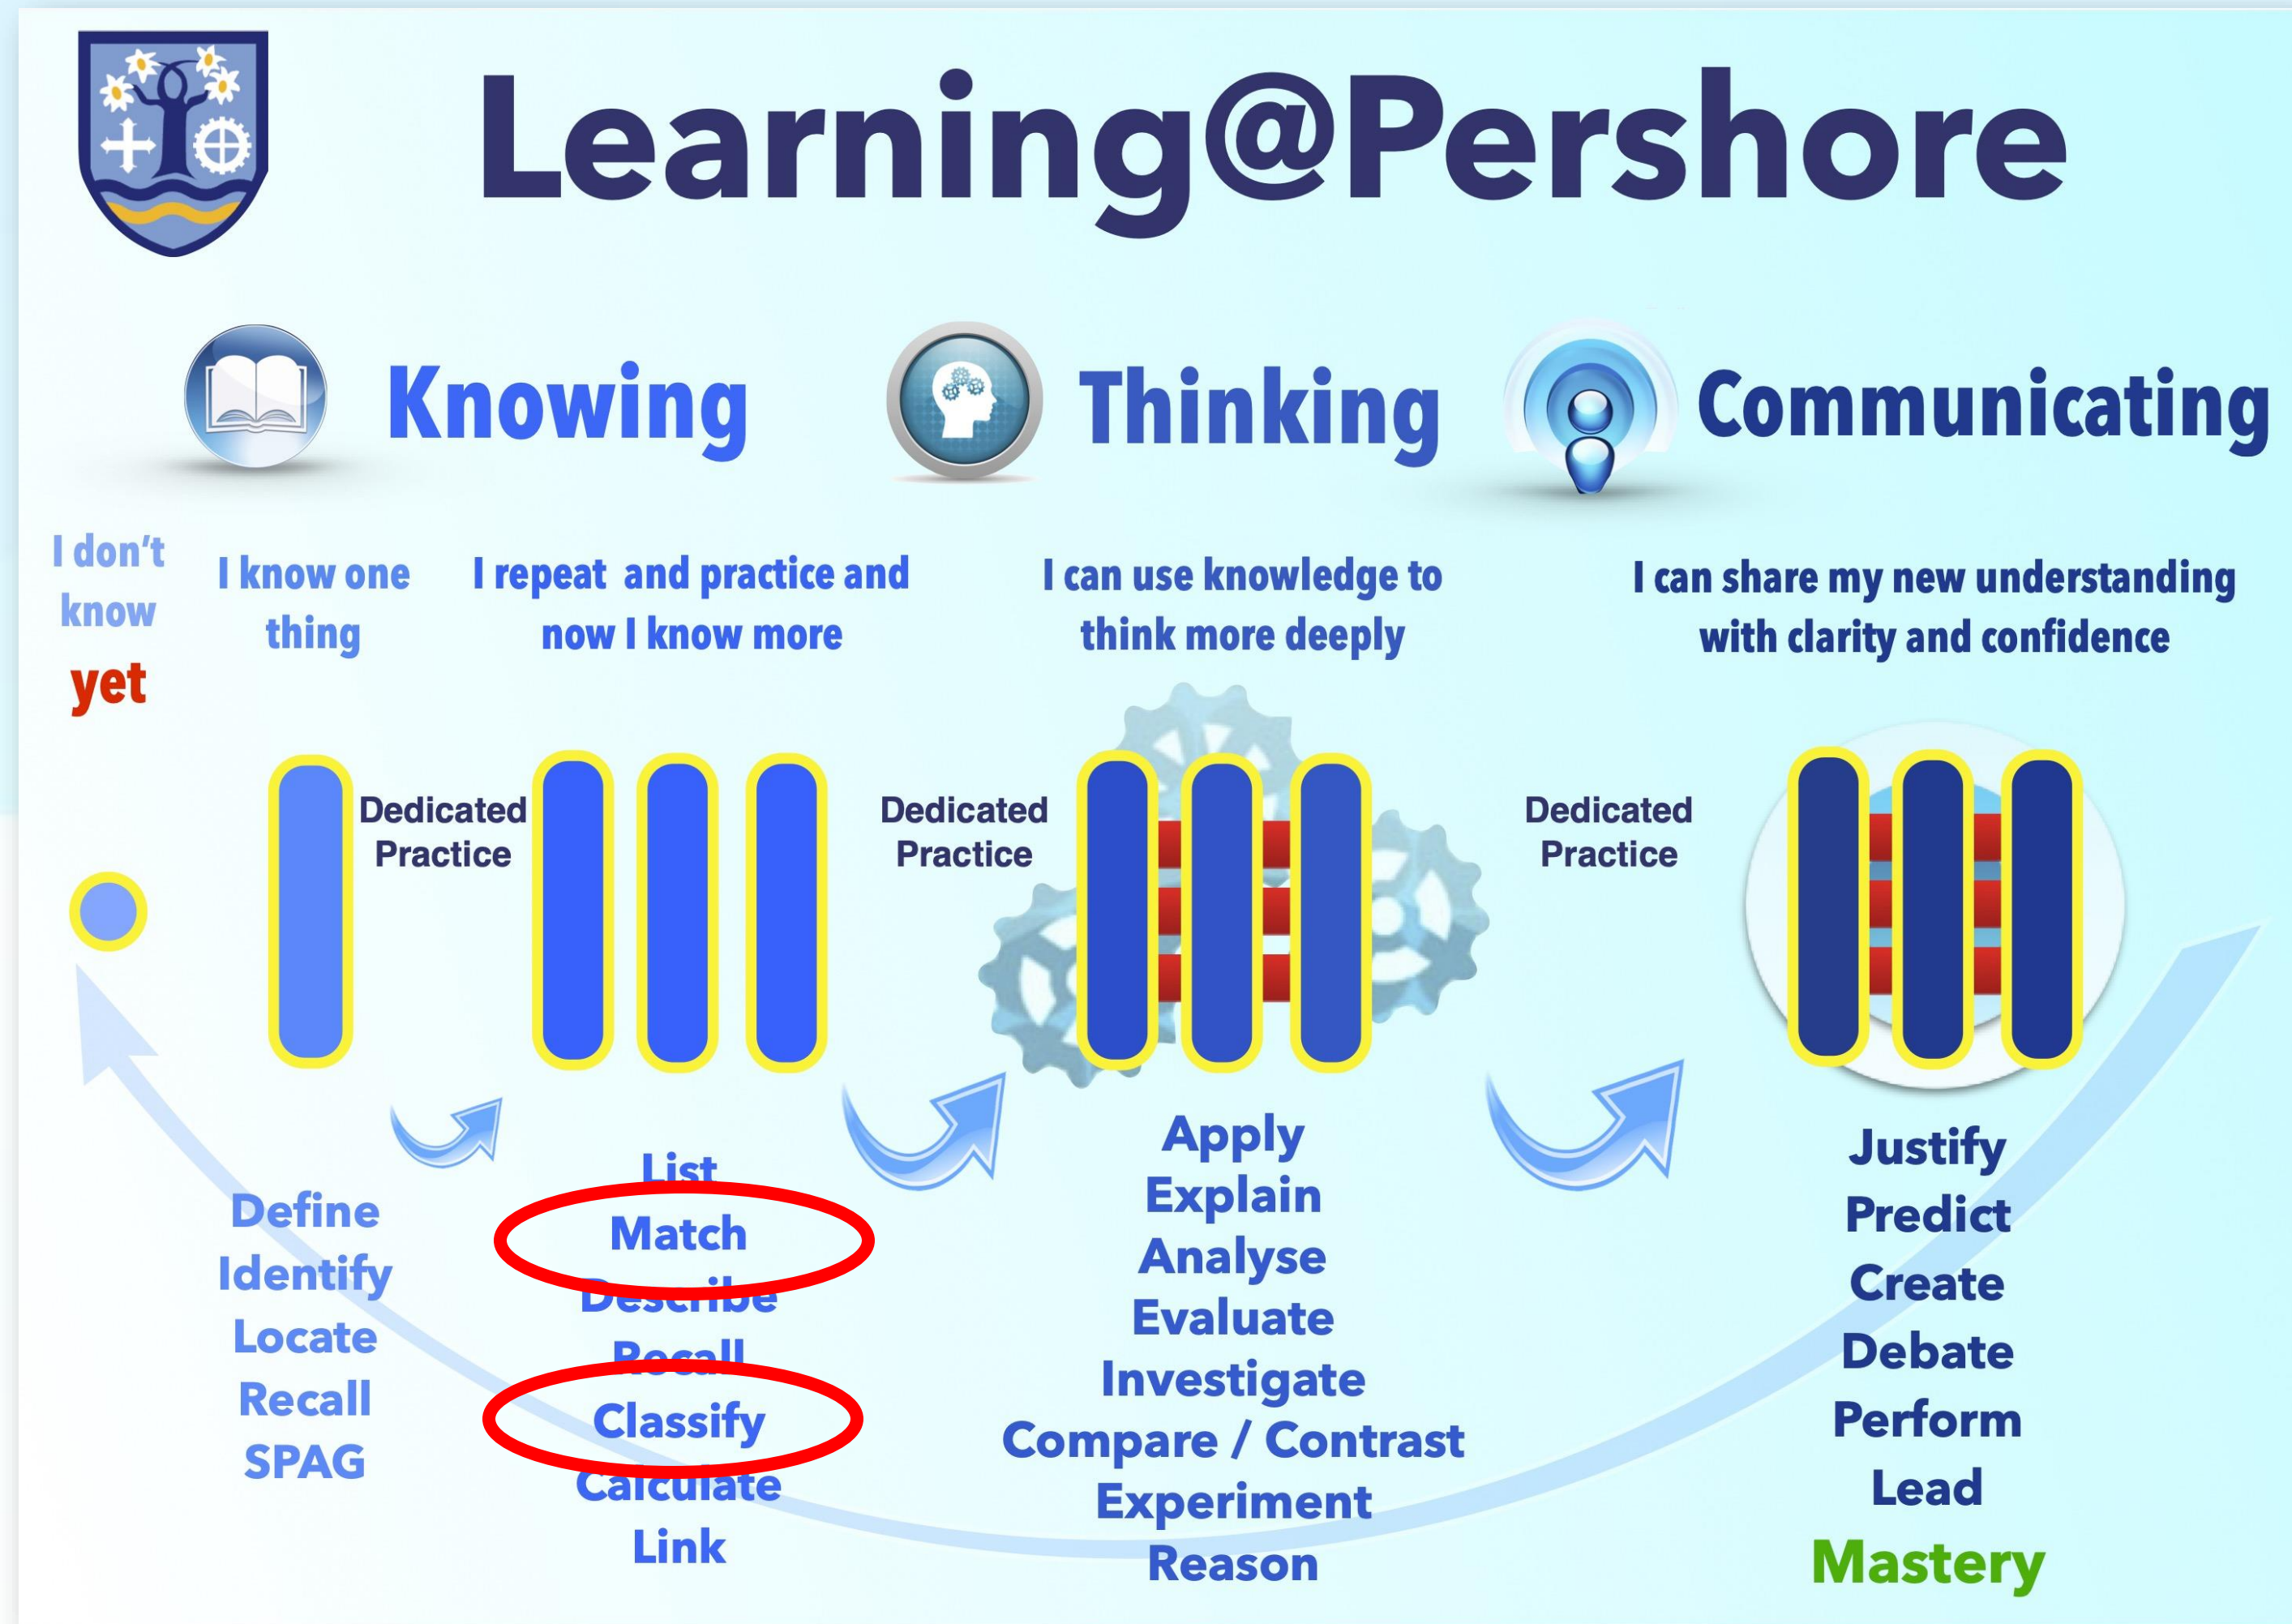 Learning@Pershore
Knowing
Thinking
Communicating
I don't
know
yet
I know one
thing
I repeat and practice and
now I know more
I can use knowledge to
think more deeply
I can share my new understanding
with clarity and confidence
Dedicated
Practice
Dedicated
Practice
Dedicated
Practice
Define
Identify
Locate
Recall
SPAG
List
Match
Describe
Recall
Classify
Calculate
Link
Apply
Explain
Analyse
Evaluate
Investigate
Compare / Contrast
Experiment
Reason
Justify
Predict
Create
Debate
Perform
Lead
Mastery